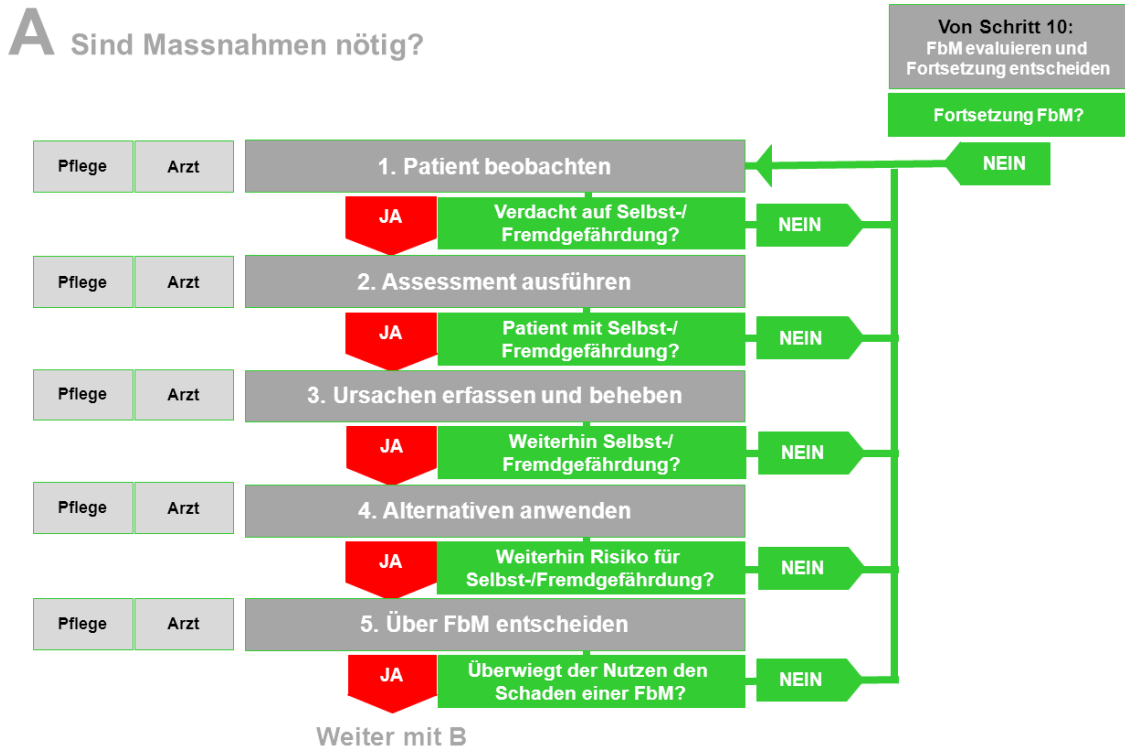 A Sind Massnahmen nötig?
Von Schritt 10:
FbM evaluieren und
Fortsetzung entscheiden
Fortsetzung FbM?
NEIN
Pflege
Arzt
1. Patient beobachten
JA
Verdacht auf Selbst-/
Fremdgefährdung?
NEIN
Pflege
Arzt
2. Assessment ausführen
JA
Patient mit Selbst-/
Fremdgefährdung?
NEIN
Pflege
Arzt
3. Ursachen erfassen und beheben
JA
Weiterhin Selbst-/
Fremdgefährdung?
NEIN
Pflege
Arzt
4. Alternativen anwenden
JA
Weiterhin Risiko für
Selbst-/Fremdgefährdung?
NEIN
Pflege
Arzt
5. Über FbM entscheiden
JA
Überwiegt der Nutzen den
Schaden einer FbM?
NEIN
Weiter mit B